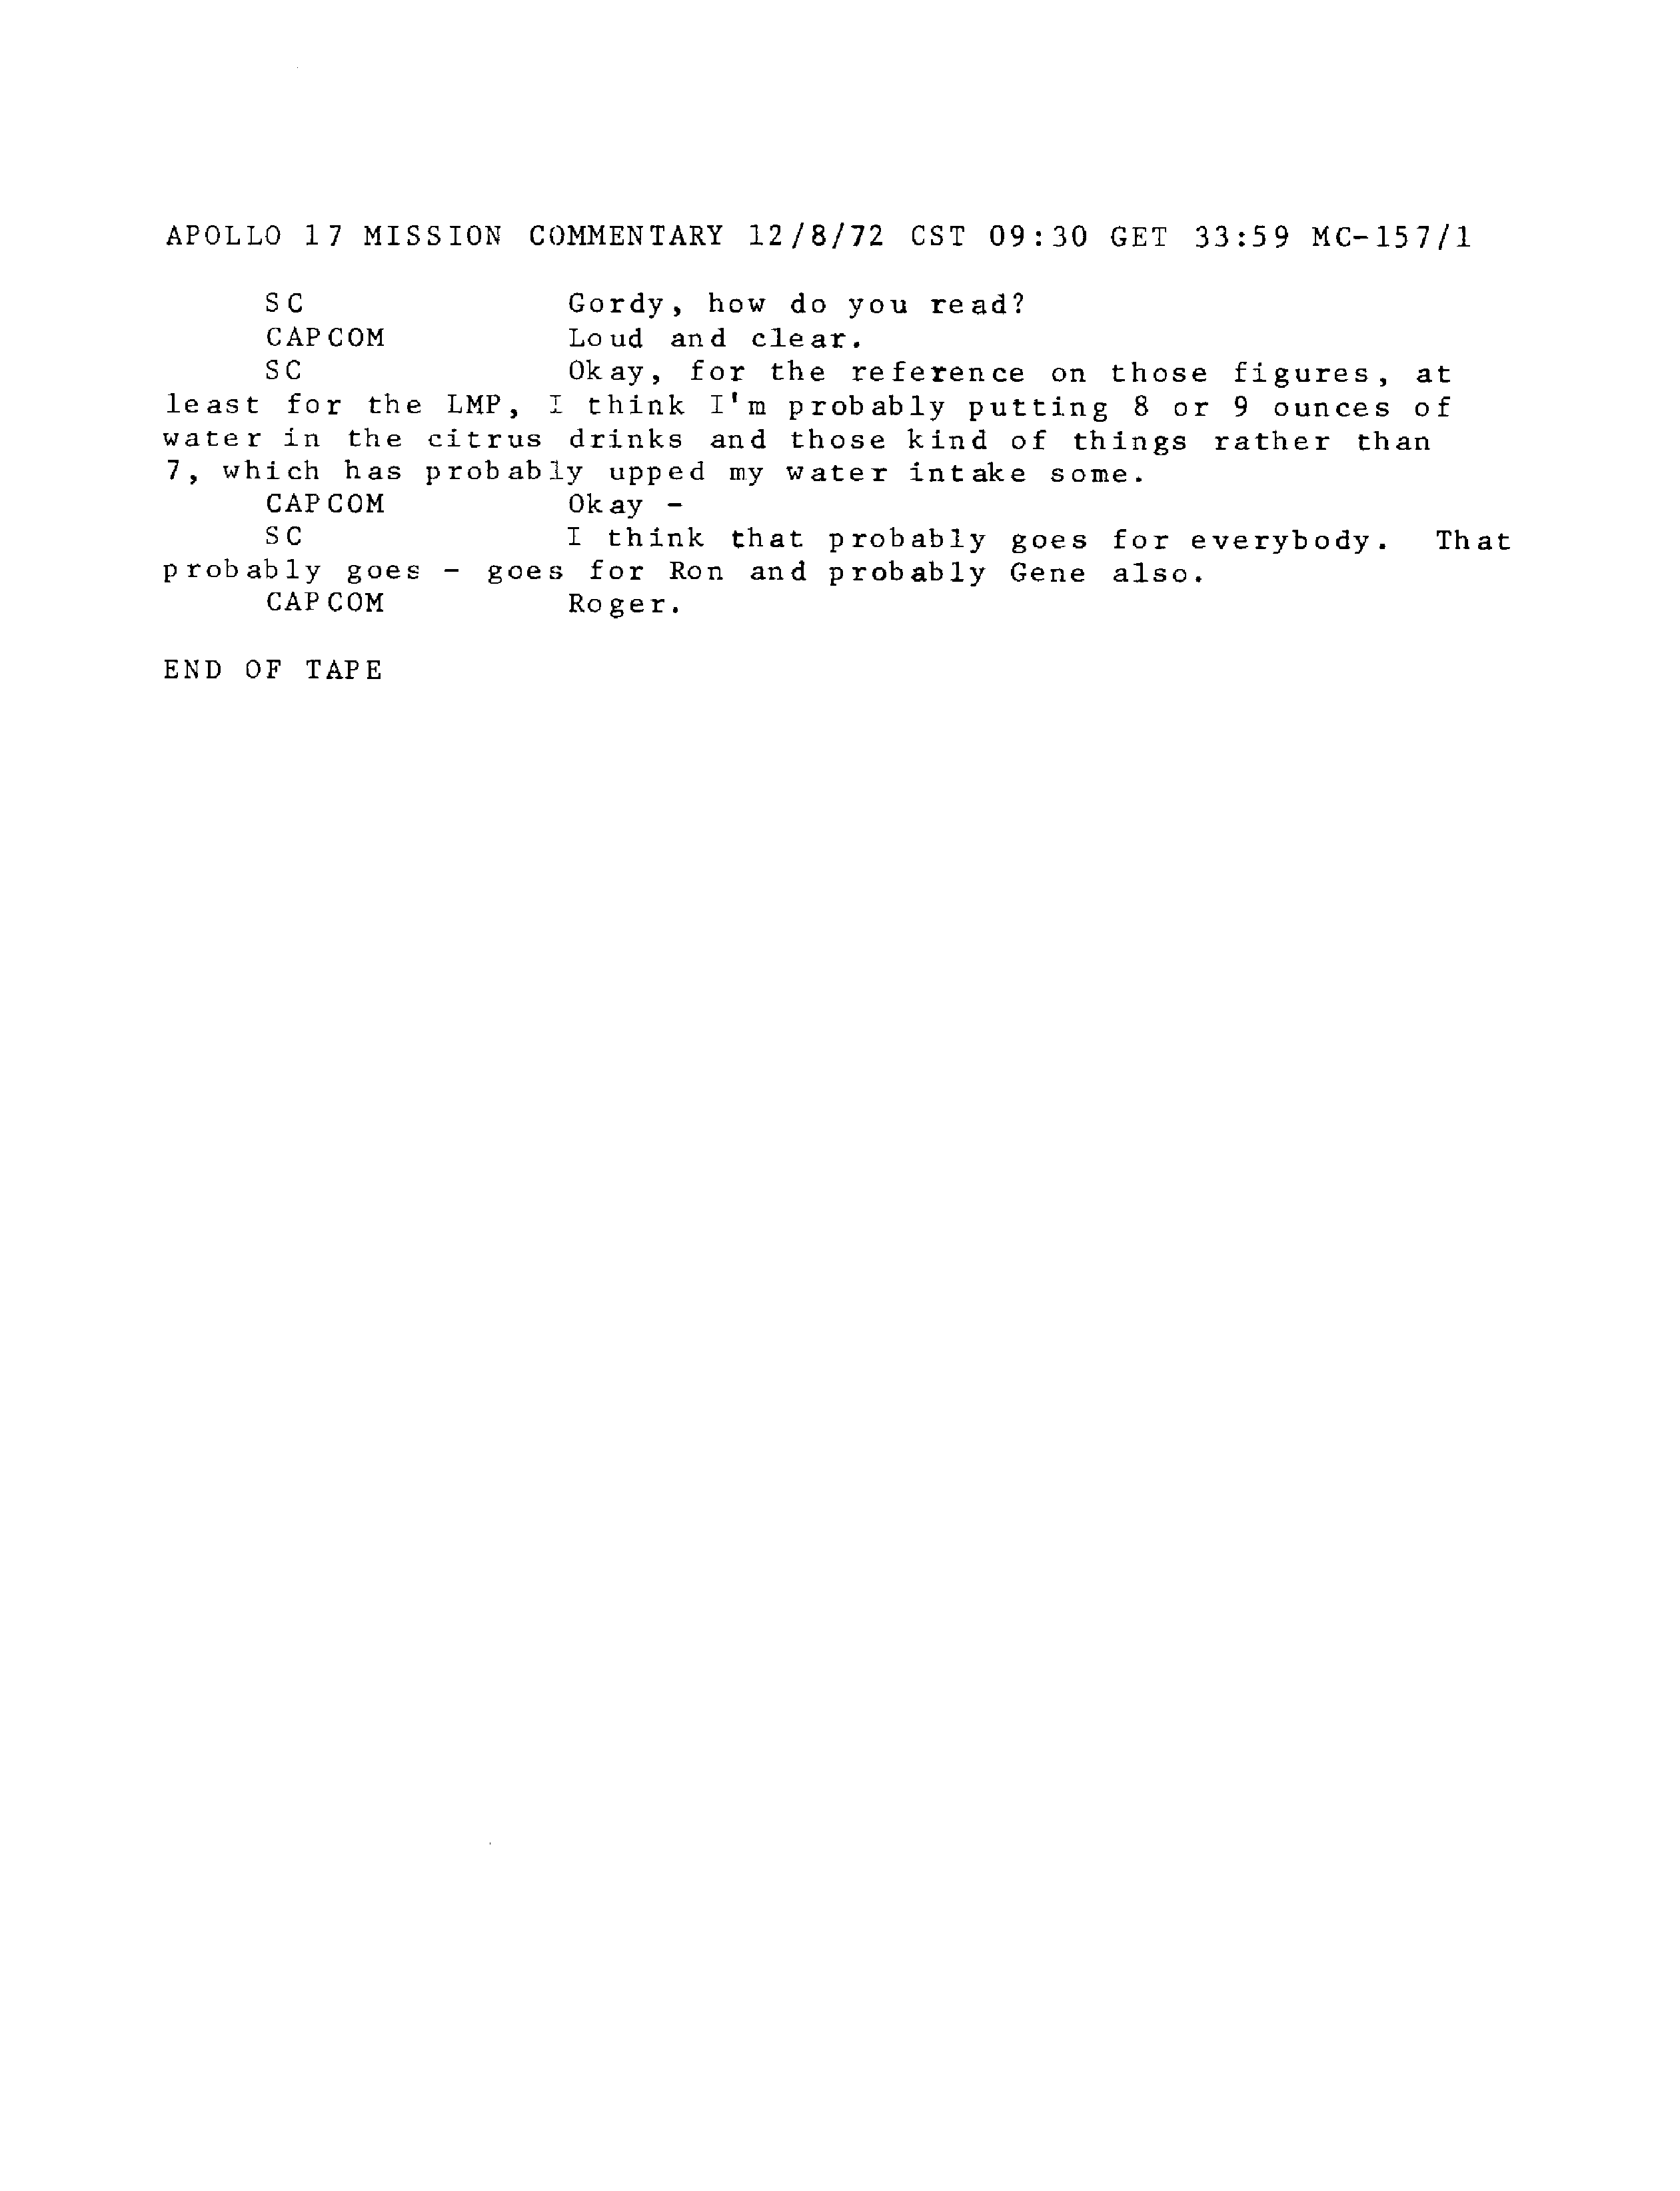 APOLLO 17 MISSION COMMENTARY 12/8/72 CST 09:30 GET 33:59 MC-157/1
SC Gordy, how do you read?
CAPCOM Loud and clear.
SC Okay, for the reference on those figures, at
least for the LMP, I think I'm probably putting 8 or 9 ounces of
water in the citrus drinks and those kind of things rather than
7, which has probably upped my water intake some.
CAPCOM Okay -
SC I think that probably goes for everybody. That
probably goes - goes for Ron and probably Gene also.
CAPCOM Roger.
END OF TAPE